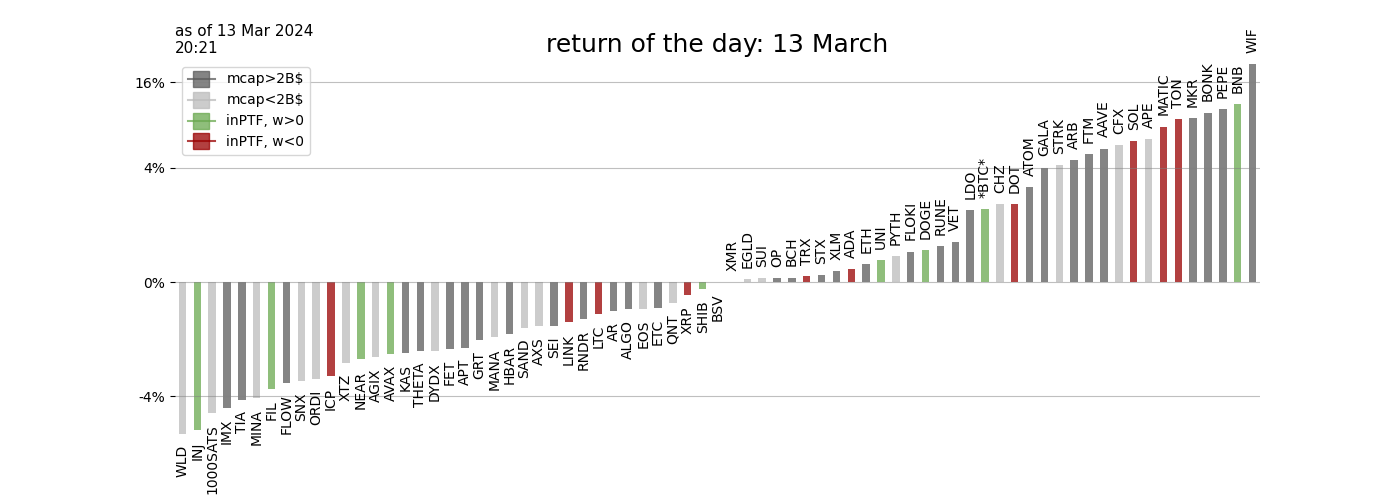 as of 13 Mar 2024
20:21
return of the day: 13 March
mcap>2B$
mcap<2B$
inPTF, w>0
inPTF, w<0
16%
4%
0%
-4%
WLD
INJ
1000SATS
IMX
TIA
MINA
FIL
FLOW
SNX
ORDI
ICP
XTZ
NEAR
AGIX
AVAX
KAS
THETA
DYDX
FET
APT
GRT
MANA
HBAR
SAND
AXS
SEI
LINK
RNDR
LTC
AR
ALGO
EOS
ETC
QNT
XRP
SHIB
BSV
XMR
EGLD
SUI
OP
BCH
TRX
STX
XLM
ADA
ETH
UNI
PYTH
FLOKI
DOGE
RUNE
VET
LDO
*BTC*
CHZ
DOT
ATOM
GALA
STRK
ARB
FTM
AAVE
CFX
SOL
APE
MATIC
TON
MKR
BONK
PEPE
BNB
WIF